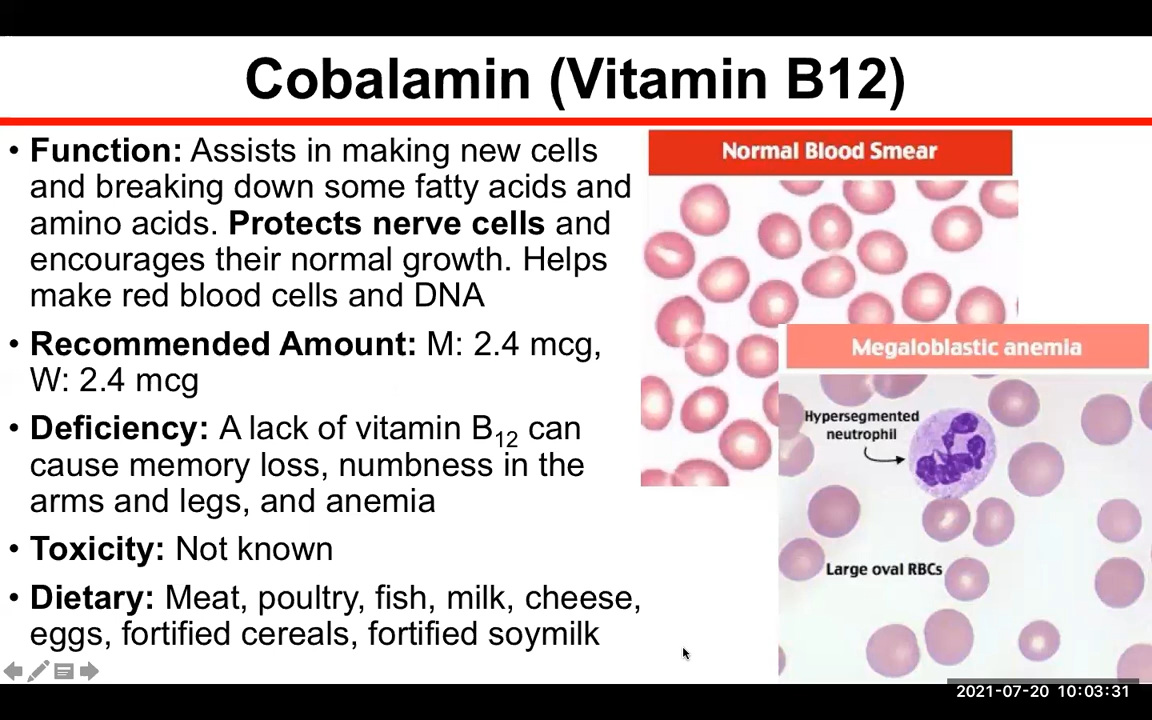 Cobalamin (Vitamin B12)
• Function: Assists in making new cells
and breaking down some fatty acids and
amino acids. Protects nerve cells and
encourages their normal growth. Helps
make red blood cells and DNA
• Recommended Amount: M: 2.4 mcg,
W: 2.4 mcg
• Deficiency: A lack of vitamin B12 can
cause memory loss, numbness in the
arms and legs, and anemia
• Toxicity: Not known
• Dietary: Meat, poultry, fish, milk, cheese,
eggs, fortified cereals, fortified soymilk
Normal Blood Smear
Megaloblastic anemia
Hypersegmented
neutrophil
Large oval RBCs
2021-07-20 10:03:31